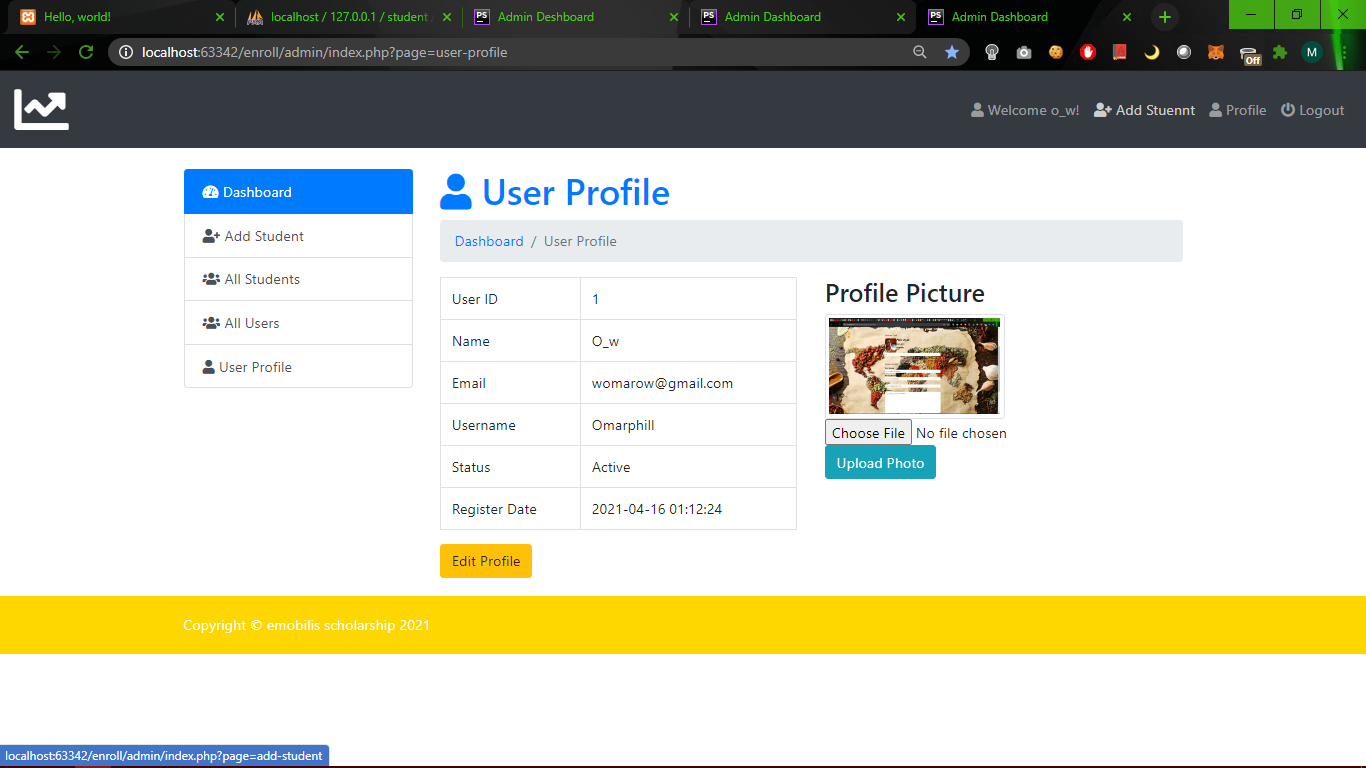 Hello, world!
localhost / 127.0.0.1 / student
Admin Deshboard
Admin Dashboard
Admin Dashboard
localhost:63342/enroll/admin/index.php?page=user-profile
Off
M
Welcome o_w!
Add Stuennt
Profile
Logout
Dashboard
Add Student
All Students
All Users
User Profile
User Profile
Dashboard / User Profile
User ID 1
Name O_w
Email womarow@gmail.com
Username Omarphill
Status Active
Register Date 2021-04-16 01:12:24
Edit Profile
Profile Picture
Choose File No file chosen
Upload Photo
Copyright © emobilis scholarship 2021
localhost:63342/enroll/admin/index.php?page=add-student